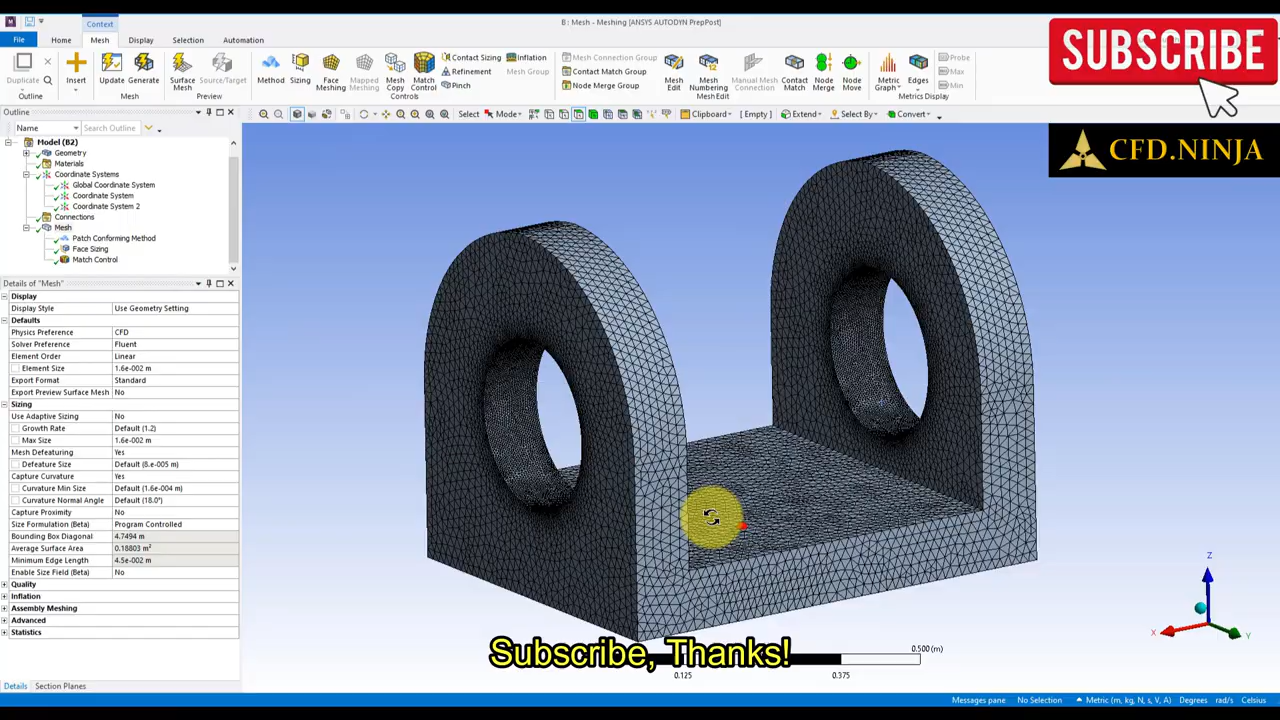 Context
B : Mesh - Meshing [ANSYS AUTODYN PrepPost]
File Home Mesh Display Selection Automation
SUBSCRIBE
Duplicate
Outline
Insert
Update Generate
Mesh
Surface Mesh
Source/Target
Preview
Method
Sizing
Face Meshing
Mapped Meshing
Mesh Copy
Match Control
Contact Sizing
Refinement
Pinch
Inflation
Mesh Group
Controls
Mesh Connection Group
Contact Match Group
Node Merge Group
Mesh Edit
Mesh Numbering
Manual Mesh Connection
Contact Match
Node Merge
Node Move
Mesh Edit
Metric Graph
Edges
Probe
Max
Min
Metrics Display
Outline
Select Mode Clipboard [ Empty ] Extend Select By Convert
Name Search Outline
CFD.NINJA
Model (B2)
Geometry
Materials
Coordinate Systems
Global Coordinate System
Coordinate System
Coordinate System 2
Connections
Mesh
Patch Conforming Method
Face Sizing
Match Control
Details of "Mesh"
Display
Display Style Use Geometry Setting
Defaults
Physics Preference CFD
Solver Preference Fluent
Element Order Linear
Element Size 1.6e-002 m
Export Format Standard
Export Preview Surface Mesh No
Sizing
Use Adaptive Sizing No
Growth Rate Default (1.2)
Max Size 1.6e-002 m
Mesh Defeaturing Yes
Defeature Size Default (8.e-005 m)
Capture Curvature Yes
Curvature Min Size Default (1.6e-004 m)
Curvature Normal Angle Default (18.0°)
Capture Proximity No
Size Formulation (Beta) Program Controlled
Bounding Box Diagonal 4.7494 m
Average Surface Area 0.18803 m²
Minimum Edge Length 4.5e-002 m
Enable Size Field (Beta) No
Quality
Inflation
Assembly Meshing
Advanced
Statistics
Z
X
Y
Subscribe, Thanks!
0.500 (m)
0.125
0.375
Details Section Planes
Messages pane No Selection Metric (m, kg, N, s, V, A) Degrees rad/s Celsius